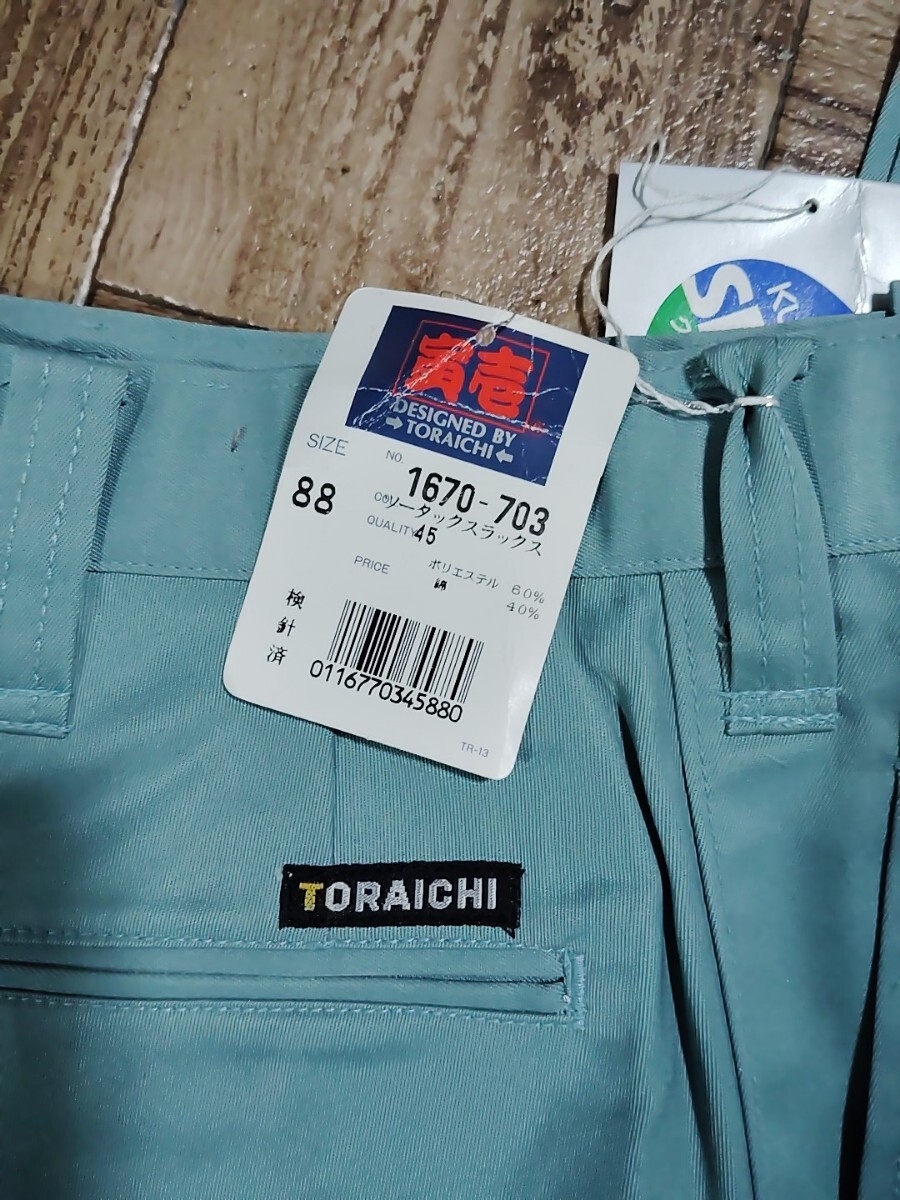 寅壱
DESIGNED BY
TORAICHI
SIZE
88
NO.
1670-703
ツータックスラックス
QUALITY 45
PRICE
ポリエステル 60%
綿 40%
検針済
0116770345880
TR-13
TORAICHI